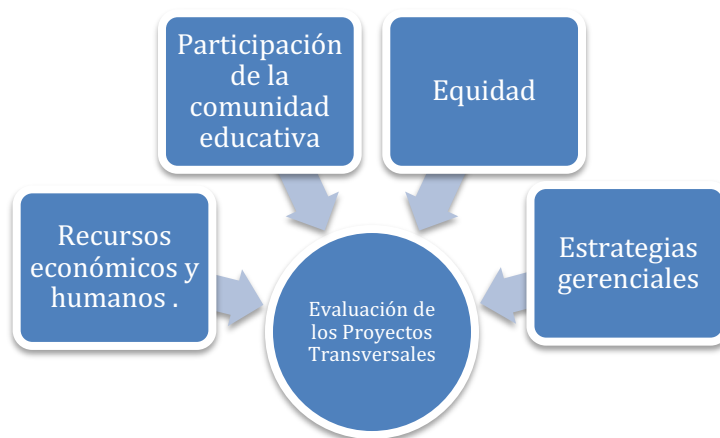 Participación
de la
comunidad
educativa
Equidad
Recursos
económicos y
humanos .
Estrategias
gerenciales
Evaluación de
los Proyectos
Transversales